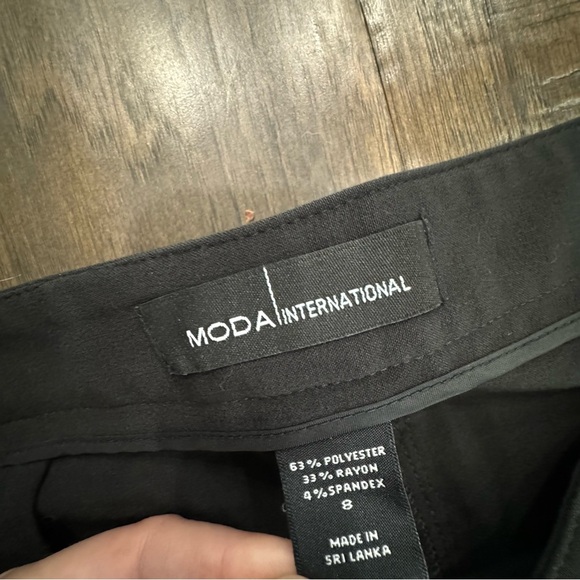 MODA INTERNATIONAL
63% POLYESTER
33% RAYON
4% SPANDEX
8
MADE IN
SRI LANKA